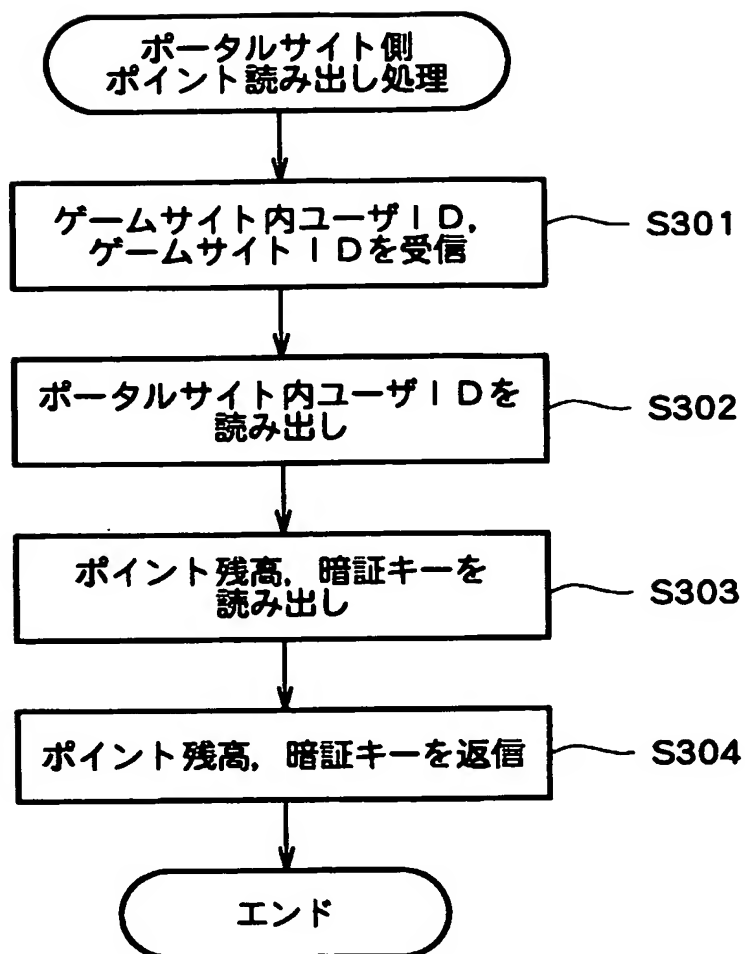 ポータルサイト側
ポイント読み出し処理
ゲームサイト内ユーザID,
ゲームサイトIDを受信
S301
ポータルサイト内ユーザIDを
読み出し
S302
ポイント残高, 暗証キーを
読み出し
S303
ポイント残高, 暗証キーを返信
S304
エンド